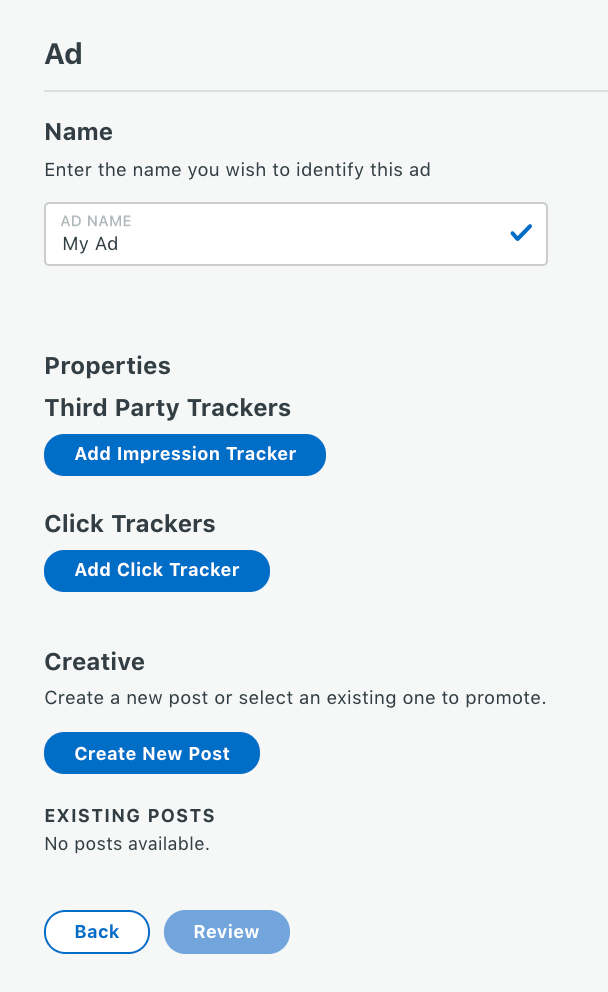 Ad
Name
Enter the name you wish to identify this ad
AD NAME
My Ad
Properties
Third Party Trackers
Add Impression Tracker
Click Trackers
Add Click Tracker
Creative
Create a new post or select an existing one to promote.
Create New Post
EXISTING POSTS
No posts available.
Back
Review